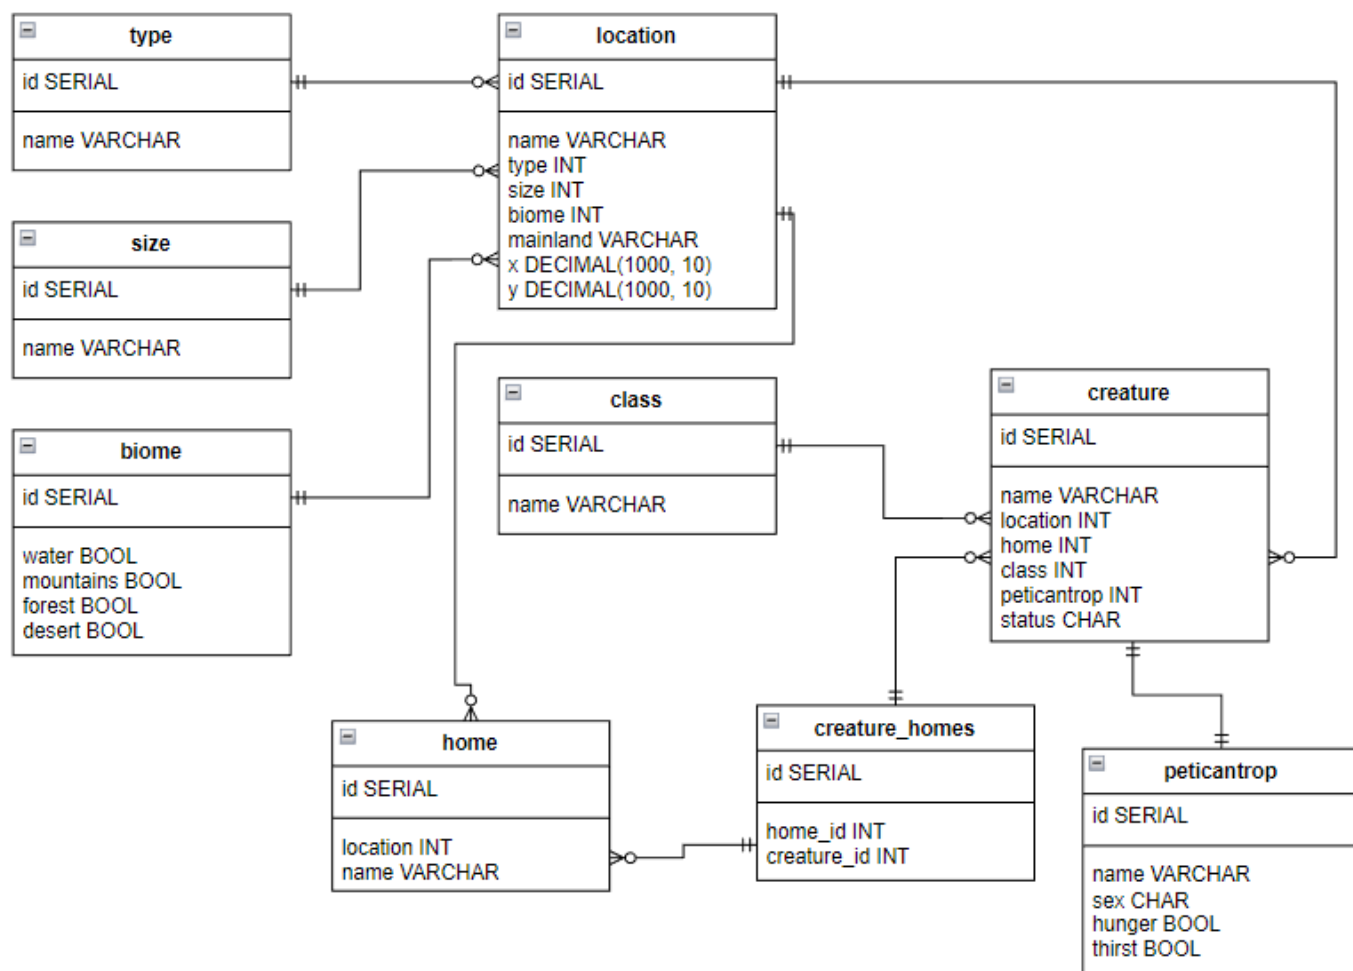 type
id SERIAL
name VARCHAR
location
id SERIAL
name VARCHAR
type INT
size INT
biome INT
mainland VARCHAR
x DECIMAL(1000, 10)
y DECIMAL(1000, 10)
size
id SERIAL
name VARCHAR
biome
id SERIAL
water BOOL
mountains BOOL
forest BOOL
desert BOOL
class
id SERIAL
name VARCHAR
creature
id SERIAL
name VARCHAR
location INT
home INT
class INT
peticantrop INT
status CHAR
home
id SERIAL
location INT
name VARCHAR
creature_homes
id SERIAL
home_id INT
creature_id INT
peticantrop
id SERIAL
name VARCHAR
sex CHAR
hunger BOOL
thirst BOOL